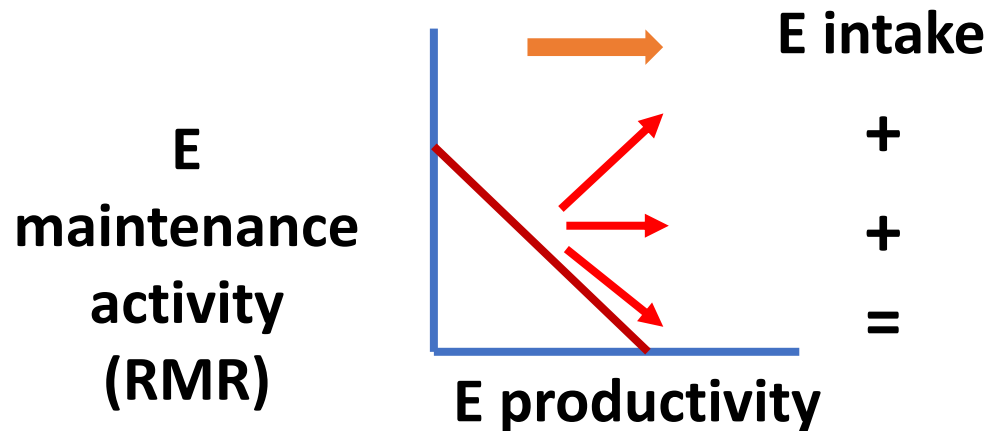 E intake
+
+
=
E
maintenance
activity
(RMR)
E productivity